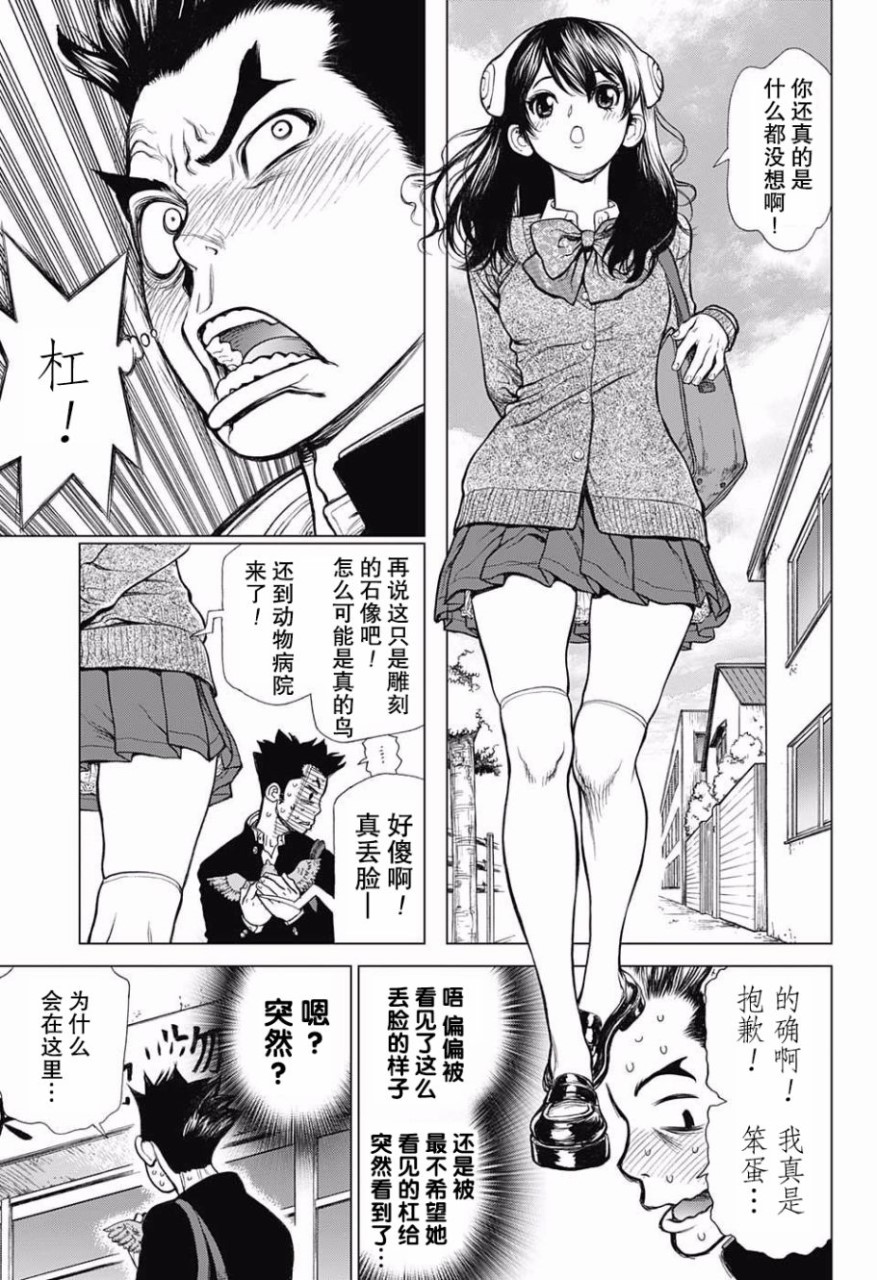 你还真的是
什么都没想啊！
杠！
再说这只是雕刻
的石像吧！
怎么可能是真的鸟
还到动物病院
来了！
……
好傻啊！
真丢脸—
的确啊！我真是
抱歉！笨蛋…
唔 偏偏被
看见了这么
丢脸的样子
还是被
最不希望她
看见的杠给
突然看到了…
嗯？
突然？
为什么
会在这里…